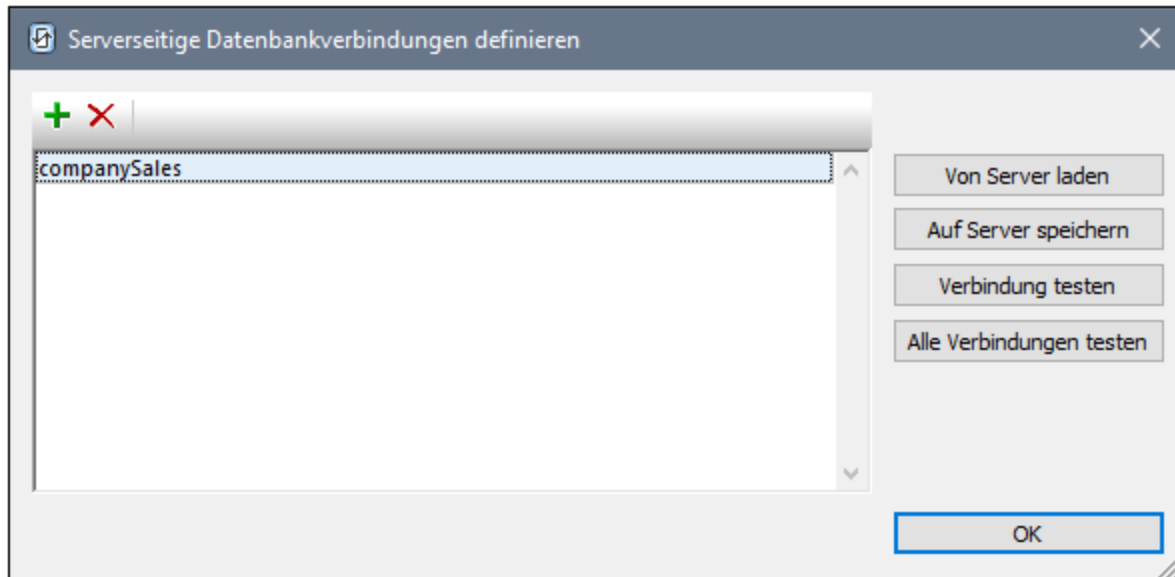 Serverseitige Datenbankverbindungen definieren
companySales
Von Server laden
Auf Server speichern
Verbindung testen
Alle Verbindungen testen
OK